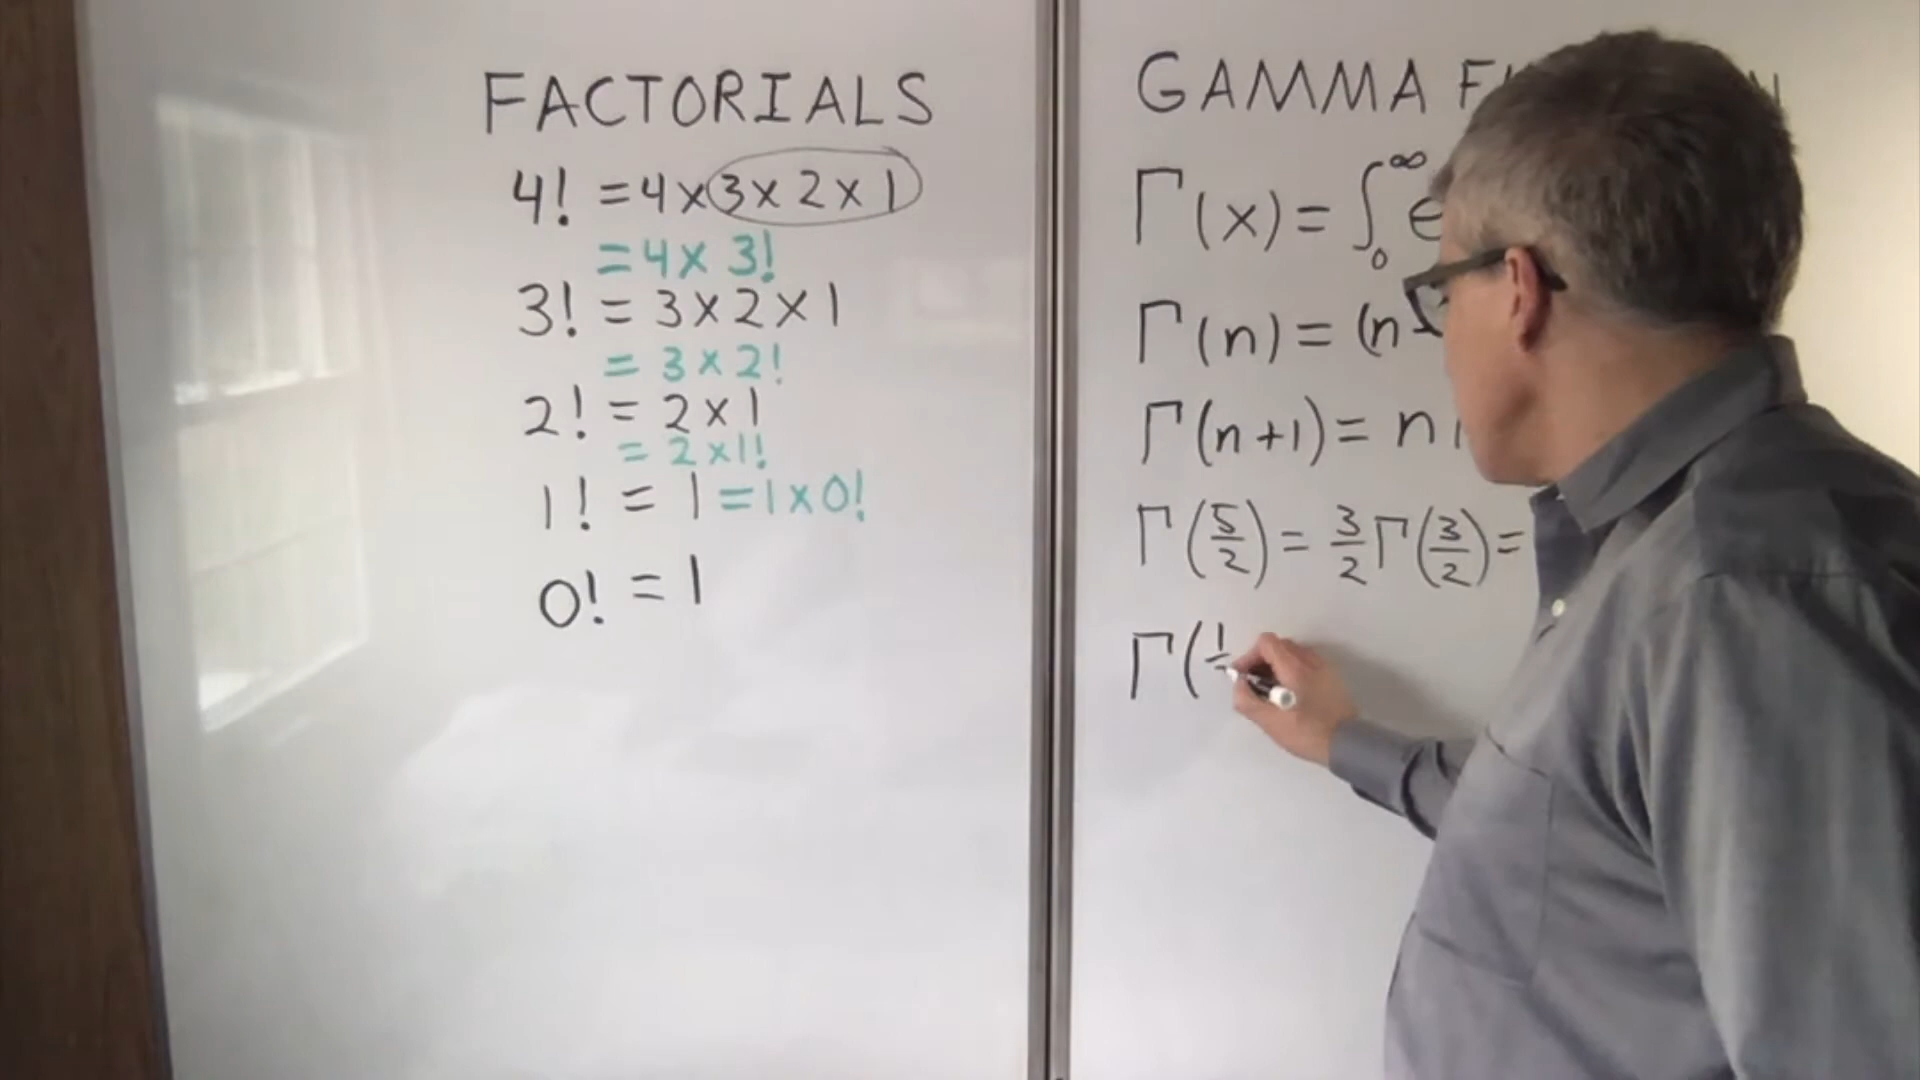 FACTORIALS
4! = 4 x 3 x 2 x 1
= 4 x 3!
3! = 3 x 2 x 1
= 3 x 2!
2! = 2 x 1
= 2 x 1!
1! = 1 = 1 x 0!
0! = 1
GAMMA
Γ(x) = ∫₀^∞ e
Γ(n) = (n
Γ(n+1) = n
Γ(5/2) = 3/2 Γ(3/2) =
Γ(1